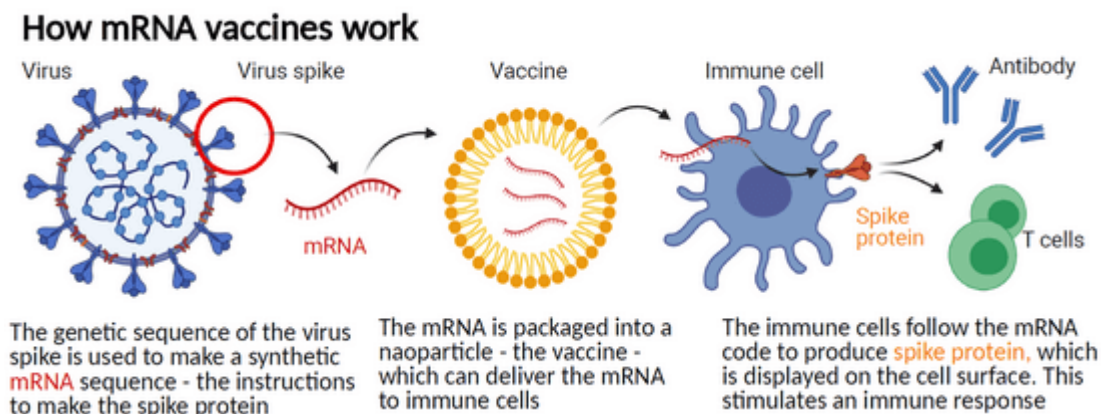 How mRNA vaccines work
Virus
Virus spike
Vaccine
Immune cell
Antibody
mRNA
Spike
protein
T cells
The genetic sequence of the virus
spike is used to make a synthetic
mRNA sequence - the instructions
to make the spike protein
The mRNA is packaged into a
naoparticle - the vaccine -
which can deliver the mRNA
to immune cells
The immune cells follow the mRNA
code to produce spike protein, which
is displayed on the cell surface. This
stimulates an immune response